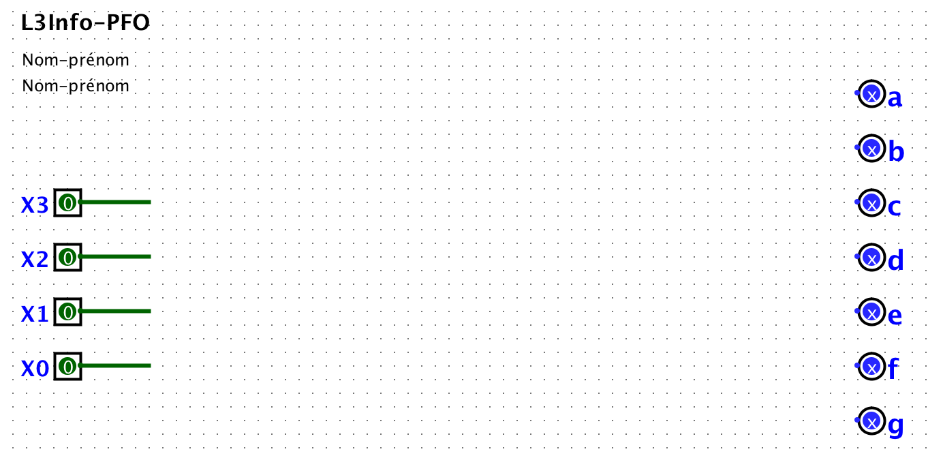 L3Info-PFO
Nom-prénom
Nom-prénom
x a
x b
X3 0 x c
X2 0 x d
X1 0 x e
X0 0 x f
x g